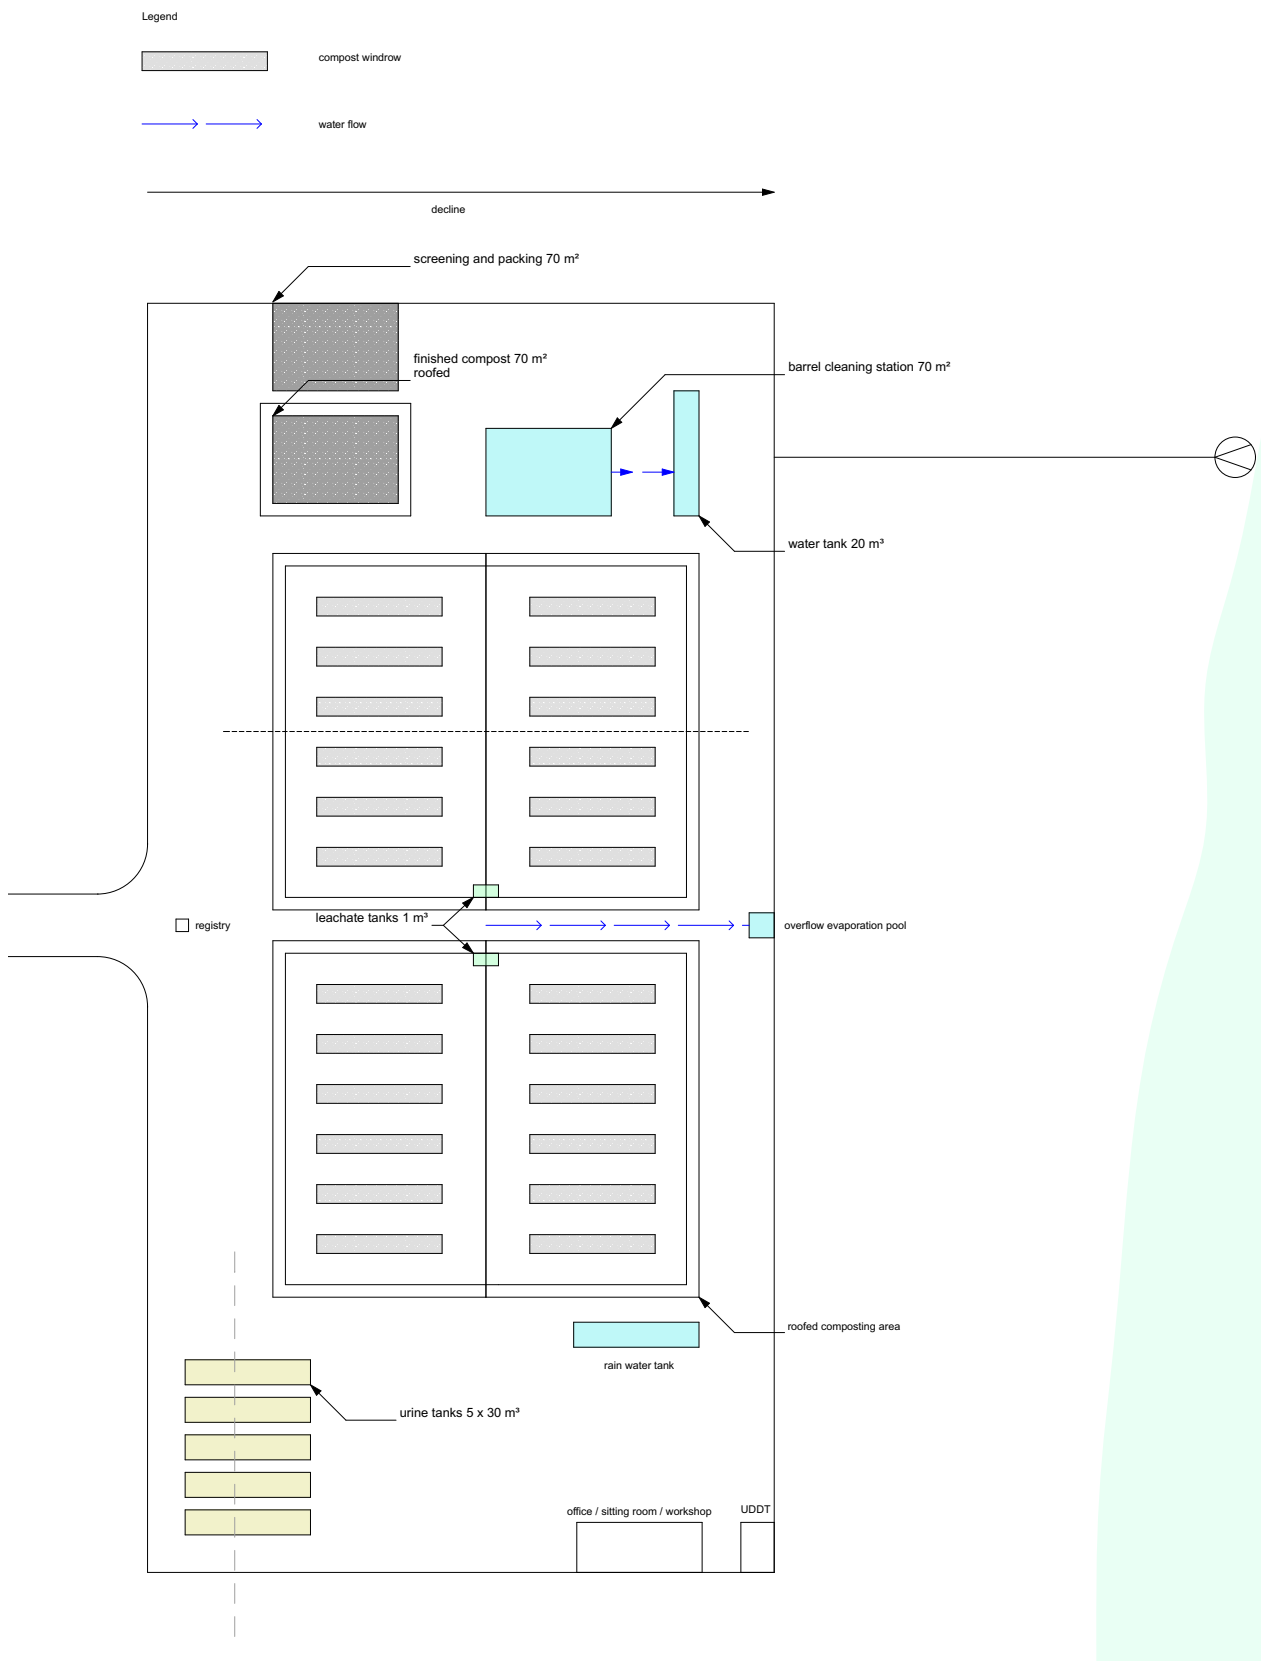 Legend
compost windrow
water flow
decline
screening and packing 70 m²
finished compost 70 m²
roofed
barrel cleaning station 70 m²
water tank 20 m³
leachate tanks 1 m³
registry
overflow evaporation pool
roofed composting area
rain water tank
urine tanks 5 x 30 m³
office / sitting room / workshop
UDDT